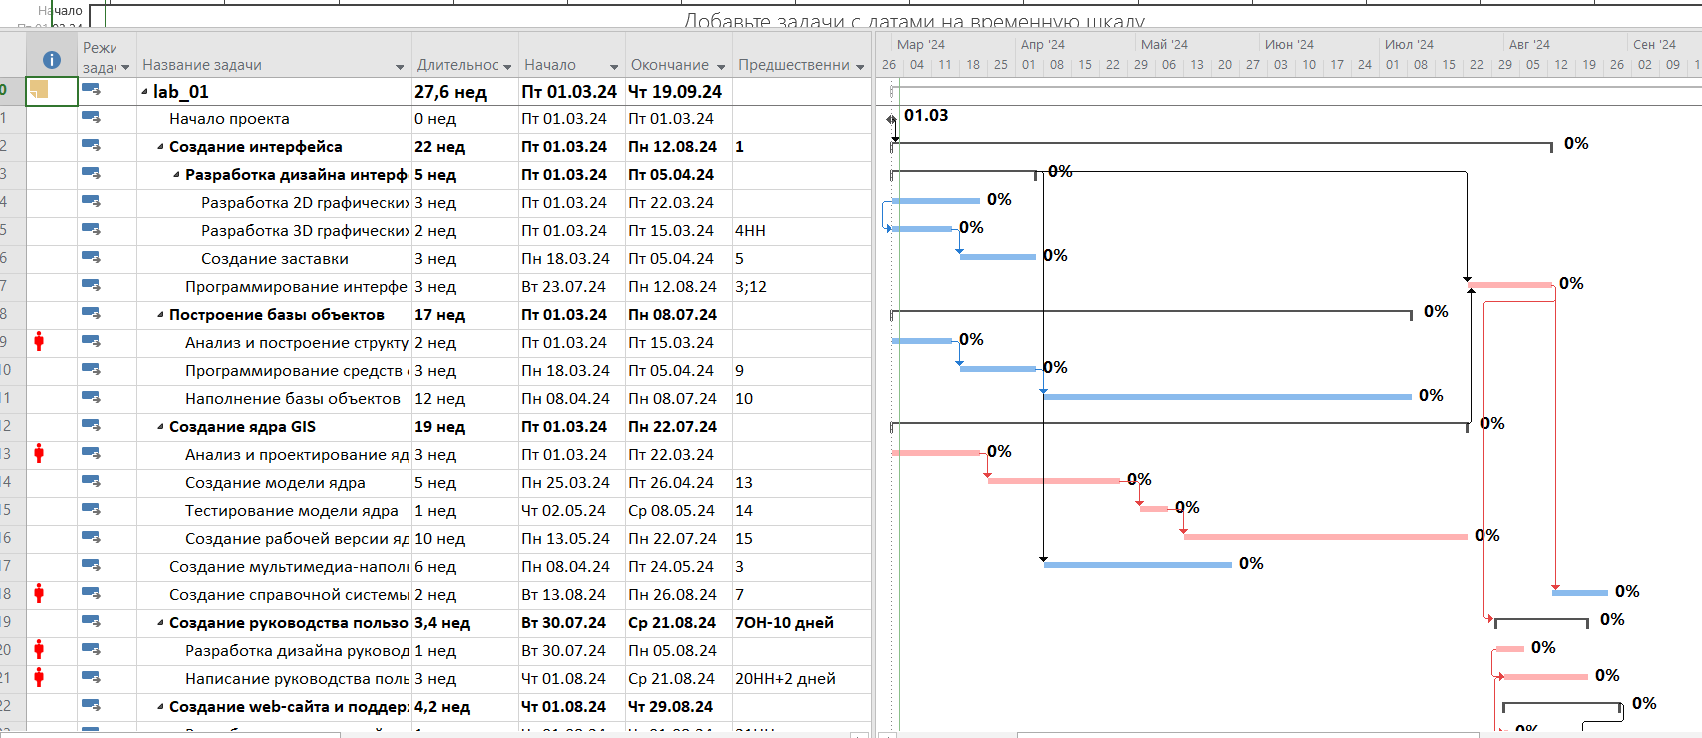 Начало
Добавьте задачи с датами на временную шкалу
Режи
задач Название задачи Длительнос Начало Окончание Предшественни
Мар '24 Апр '24 Май '24 Июн '24 Июл '24 Авг '24 Сен '24
26 04 11 18 25 01 08 15 22 29 06 13 20 27 03 10 17 24 01 08 15 22 29 05 12 19 26 02 09 1
0 lab_01 27,6 нед Пт 01.03.24 Чт 19.09.24
1 Начало проекта 0 нед Пт 01.03.24 Пт 01.03.24 01.03
2 Создание интерфейса 22 нед Пт 01.03.24 Пн 12.08.24 1 0%
3 Разработка дизайна интерф 5 нед Пт 01.03.24 Пт 05.04.24 0%
4 Разработка 2D графических 3 нед Пт 01.03.24 Пт 22.03.24 0%
5 Разработка 3D графических 2 нед Пт 01.03.24 Пт 15.03.24 4НН 0%
6 Создание заставки 3 нед Пн 18.03.24 Пт 05.04.24 5 0%
7 Программирование интерфе 3 нед Вт 23.07.24 Пн 12.08.24 3;12 0%
8 Построение базы объектов 17 нед Пт 01.03.24 Пн 08.07.24 0%
9 Анализ и построение структу 2 нед Пт 01.03.24 Пт 15.03.24 0%
10 Программирование средств 3 нед Пн 18.03.24 Пт 05.04.24 9 0%
11 Наполнение базы объектов 12 нед Пн 08.04.24 Пн 08.07.24 10 0%
12 Создание ядра GIS 19 нед Пт 01.03.24 Пн 22.07.24 0%
13 Анализ и проектирование яд 3 нед Пт 01.03.24 Пт 22.03.24 0%
14 Создание модели ядра 5 нед Пн 25.03.24 Пт 26.04.24 13 0%
15 Тестирование модели ядра 1 нед Чт 02.05.24 Ср 08.05.24 14 0%
16 Создание рабочей версии яд 10 нед Пн 13.05.24 Пн 22.07.24 15 0%
17 Создание мультимедиа-напол 6 нед Пн 08.04.24 Пт 24.05.24 3 0%
18 Создание справочной системы 2 нед Вт 13.08.24 Пн 26.08.24 7 0%
19 Создание руководства пользо 3,4 нед Вт 30.07.24 Ср 21.08.24 7ОН-10 дней 0%
20 Разработка дизайна руковод 1 нед Вт 30.07.24 Пн 05.08.24 0%
21 Написание руководства поль 3 нед Чт 01.08.24 Ср 21.08.24 20НН+2 дней 0%
22 Создание web-сайта и поддер 4,2 нед Чт 01.08.24 Чт 29.08.24 0%
0%